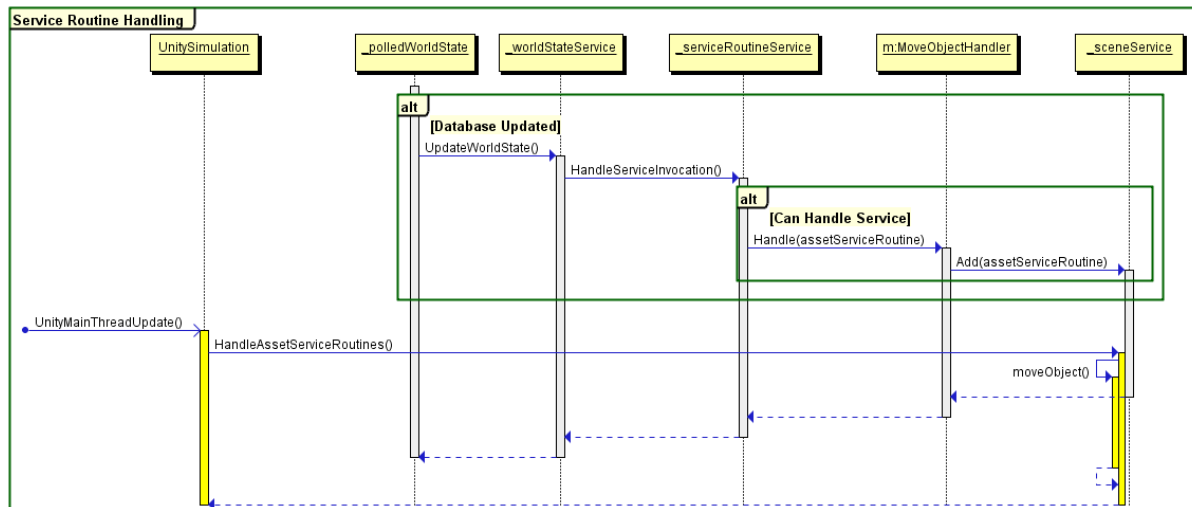 Service Routine Handling
UnitySimulation
_polledWorldState
_worldStateService
_serviceRoutineService
m:MoveObjectHandler
_sceneService
alt
[Database Updated]
UpdateWorldState()
HandleServiceInvocation()
alt
[Can Handle Service]
Handle(assetServiceRoutine)
Add(assetServiceRoutine)
UnityMainThreadUpdate()
HandleAssetServiceRoutines()
moveObject()